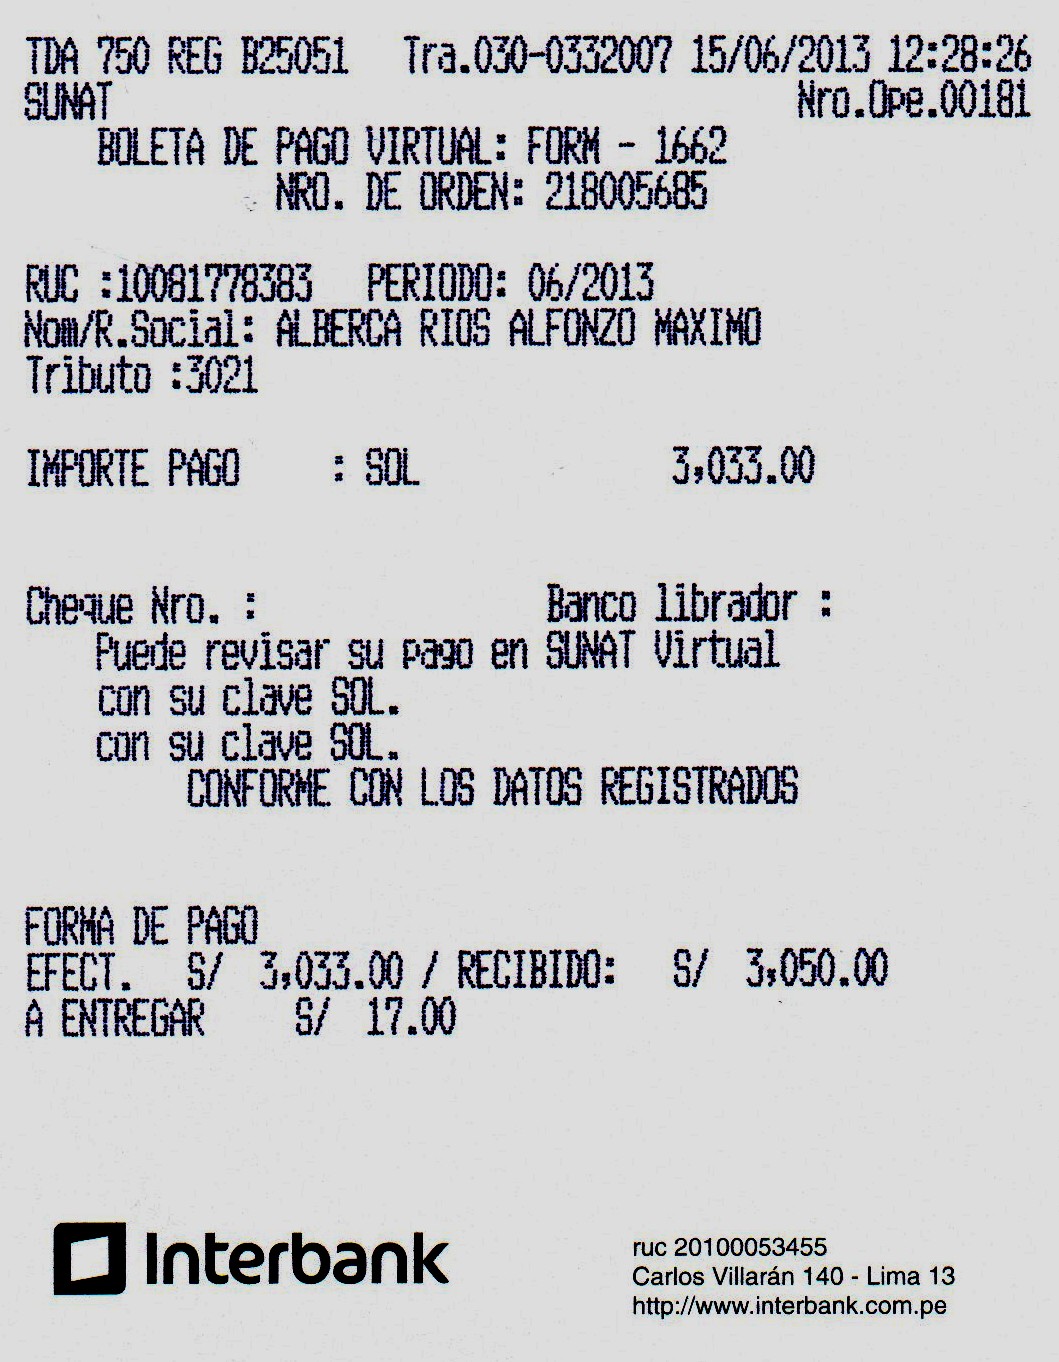 TDA 750 REG B25051 Tra.030-0332007 15/06/2013 12:28:26
SUNAT Nro.Ope.00181
BOLETA DE PAGO VIRTUAL: FORM - 1662
NRO. DE ORDEN: 218005685
RUC :10081778383 PERIODO: 06/2013
Nom/R.Social: ALBERCA RIOS ALFONZO MAXIMO
Tributo :3021
IMPORTE PAGO : SOL 3,033.00
Cheque Nro. : Banco librador :
Puede revisar su pago en SUNAT Virtual
con su clave SOL.
con su clave SOL.
CONFORME CON LOS DATOS REGISTRADOS
FORMA DE PAGO
EFECT. S/ 3,033.00 / RECIBIDO: S/ 3,050.00
A ENTREGAR S/ 17.00
Interbank
ruc 20100053455
Carlos Villarán 140 - Lima 13
http://www.interbank.com.pe